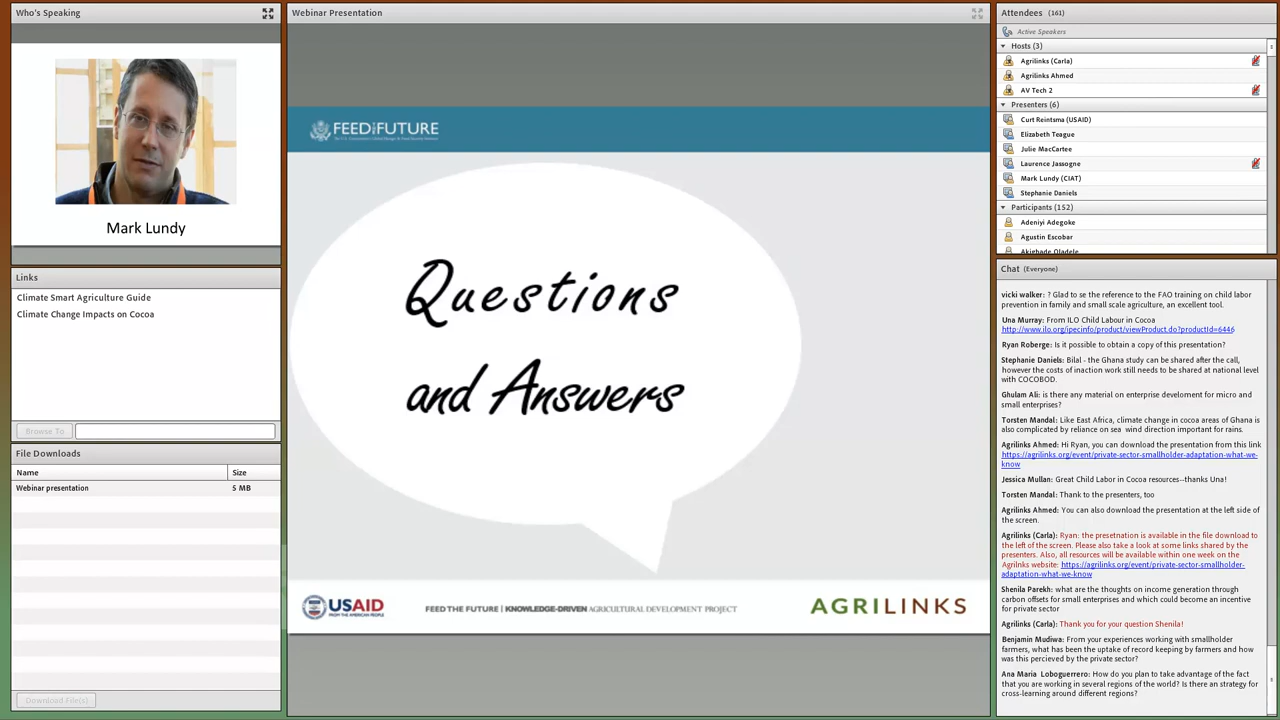 Who's Speaking
Mark Lundy
Links
Climate Smart Agriculture Guide
Climate Change Impacts on Cocoa
Browse To
File Downloads
Name Size
Webinar presentation 5 MB
Download File(s)
Webinar Presentation
FEED THE FUTURE
Questions
and Answers
USAID
FROM THE AMERICAN PEOPLE
FEED THE FUTURE | KNOWLEDGE-DRIVEN AGRICULTURAL DEVELOPMENT PROJECT
AGRILINKS
Attendees (161)
Active Speakers
Hosts (3)
Agrilinks (Carla)
Agrilinks Ahmed
AV Tech 2
Presenters (6)
Curt Reintsma (USAID)
Elizabeth Teague
Julie MacCartee
Laurence Jassogne
Mark Lundy (CIAT)
Stephanie Daniels
Participants (152)
Adeniyi Adegoke
Agustin Escobar
Akighade Oladele
Chat (Everyone)
vicki walker: ? Glad to se the reference to the FAO training on child labor
prevention in family and small scale agriculture, an excellent tool.
Una Murray: From ILO Child Labour in Cocoa
http://www.ilo.org/ipecinfo/product/viewProduct.do?productId=6446
Ryan Roberge: Is it possible to obtain a copy of this presentation?
Stephanie Daniels: Bilal - the Ghana study can be shared after the call,
however the costs of inaction work still needs to be shared at national level
with COCOBOD.
Ghulam Ali: is there any material on enterprise develoment for micro and
small enterprises?
Torsten Mandal: Like East Africa, climate change in cocoa areas of Ghana is
also complicated by reliance on sea wind direction important for rains.
Agrilinks Ahmed: Hi Ryan, you can download the presentation from this link
https://agrilinks.org/event/private-sector-smallholder-adaptation-what-we-
know
Jessica Mullan: Great Child Labor in Cocoa resources--thanks Una!
Torsten Mandal: Thank to the presenters, too
Agrilinks Ahmed: You can also download the presentation at the left side of
the screen.
Agrilinks (Carla): Ryan: the presetnation is available in the file download to
the left of the screen. Please also take a look at some links shared by the
presenters. Also, all resources will be available within one week on the
Agrilnks website: https://agrilinks.org/event/private-sector-smallholder-
adaptation-what-we-know
Shenila Parekh: what are the thoughts on income generation through
carbon offsets for small enterprises and which could become an incentive
for private sector
Agrilinks (Carla): Thank you for your question Shenila!
Benjamin Mudiwa: From your experiences working with smallholder
farmers, what has been the uptake of record keeping by farmers and how
was this percieved by the private sector?
Ana Maria Loboguerrero: How do you plan to take advantage of the fact
that you are working in several regions of the world? Is there an strategy for
cross-learning around different regions?